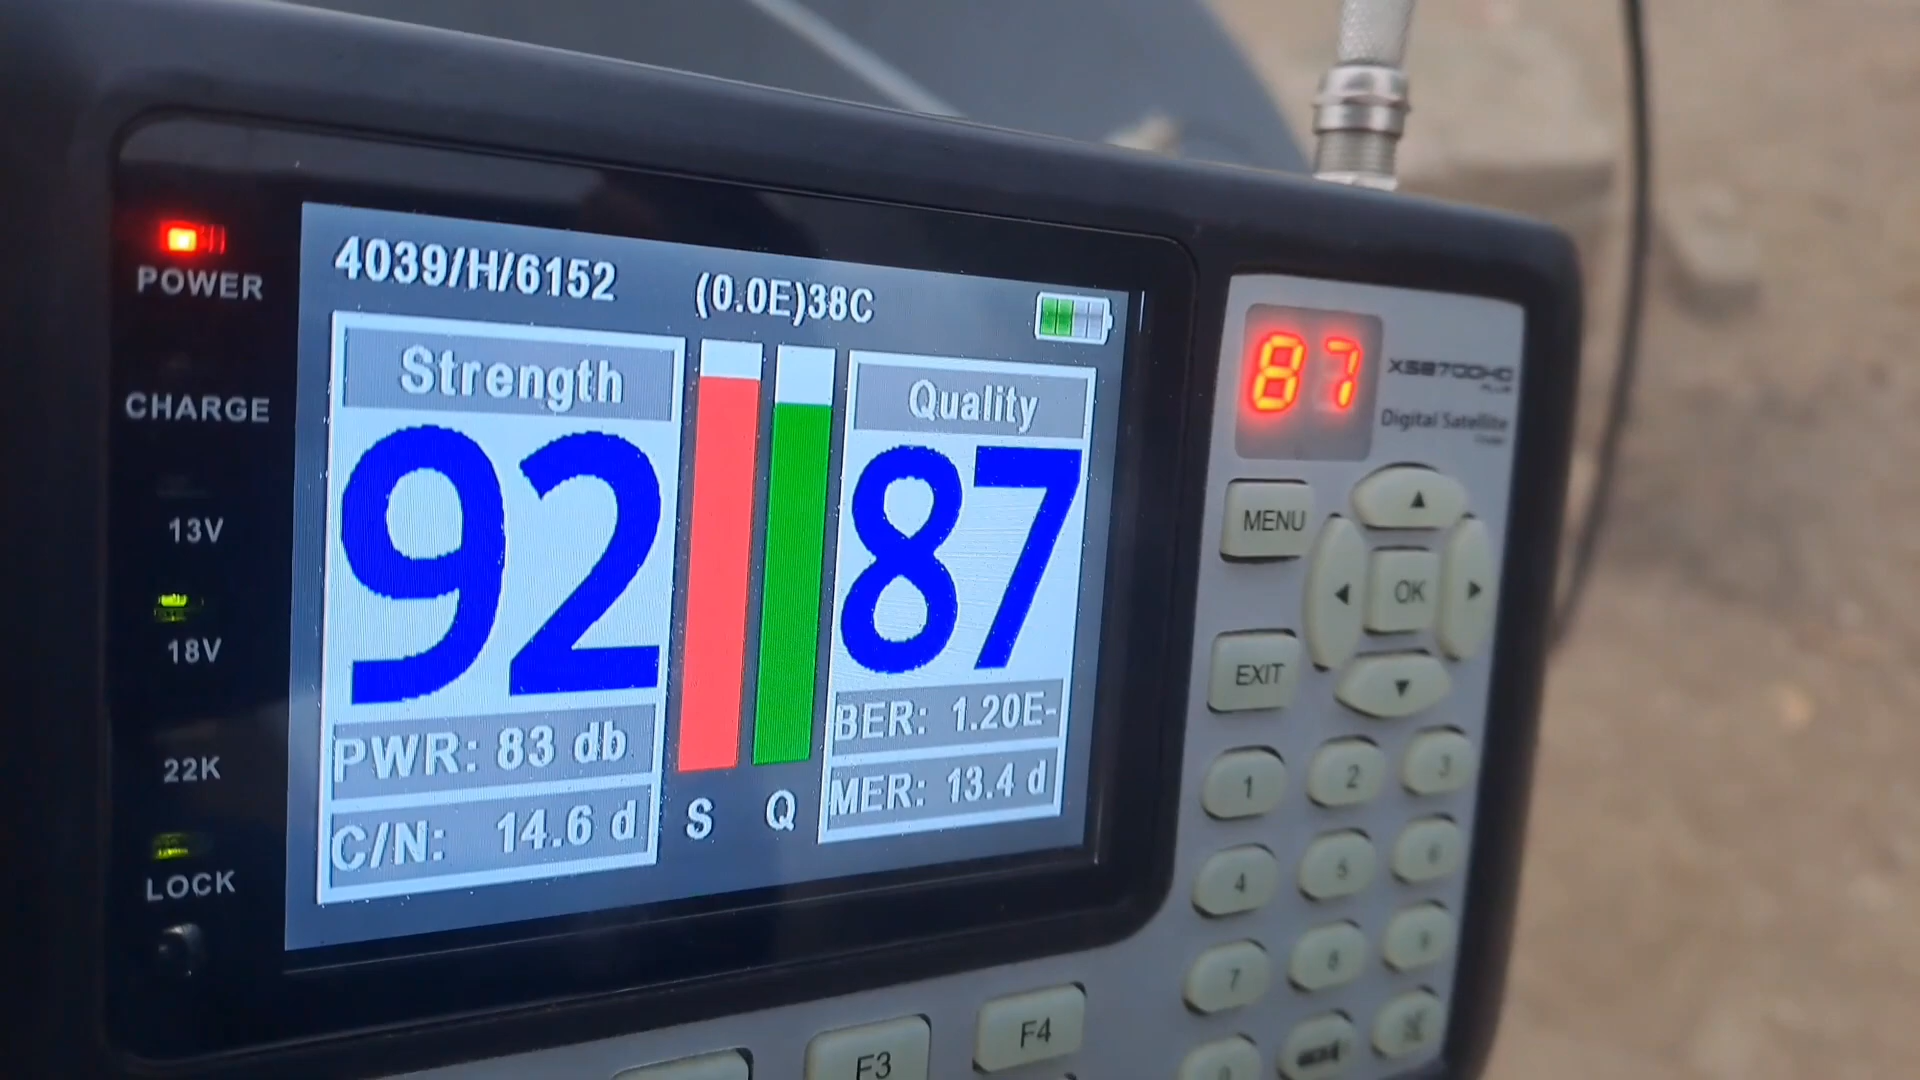 POWER
CHARGE
13V
18V
22K
LOCK
4039/H/6152 (0.0E)38C
Strength
92
PWR: 83 db
C/N: 14.6 d
S Q
Quality
87
BER: 1.20E-
MER: 13.4 d
87
Digital Satellite
MENU
OK
EXIT
1 2 3
4 5 6
7 8 9
0
F3 F4